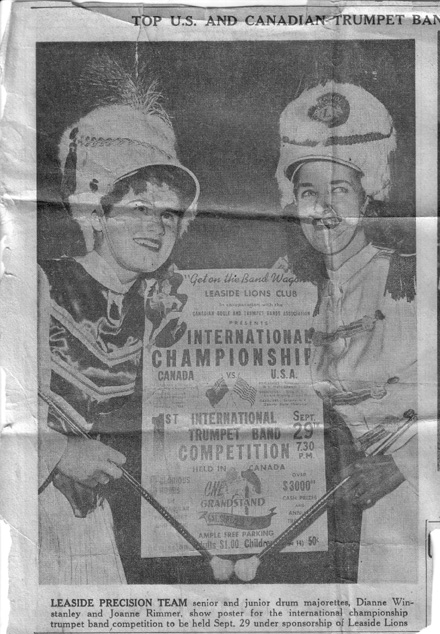 TOP U.S. AND CANADIAN TRUMPET BAN
"Get on the Band Wagon
LEASIDE LIONS CLUB
CANADIAN BUGLE AND TRUMPET BANDS ASSOCIATION
PRESENTS
INTERNATIONAL
CHAMPIONSHIP
CANADA VS U.S.A.
1ST INTERNATIONAL SEPT.
TRUMPET BAND 29TH
COMPETITION 7.30 P.M.
HELD IN CANADA
CNE OVER
GRANDSTAND $3000
CASH PRIZES
AND
AMPLE FREE PARKING
$1.00 Children 50¢
LEASIDE PRECISION TEAM senior and junior drum majorettes, Dianne Win-
stanley and Joanne Rimmer, show poster for the international championship
trumpet band competition to be held Sept. 29 under sponsorship of Leaside Lions